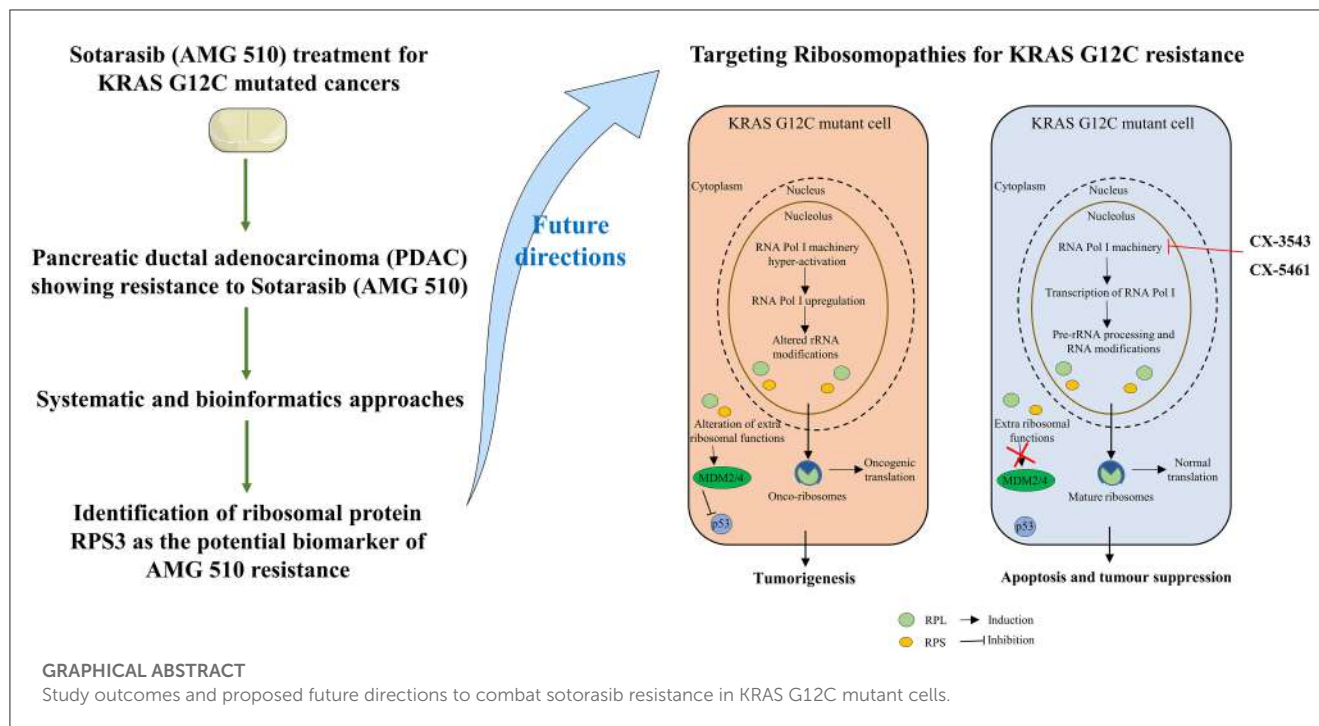 Sotarasib (AMG 510) treatment for
KRAS G12C mutated cancers
Pancreatic ductal adenocarcinoma (PDAC)
showing resistance to Sotarasib (AMG 510)
Systematic and bioinformatics approaches
Identification of ribosomal protein
RPS3 as the potential biomarker of
AMG 510 resistance
Future
directions
Targeting Ribosomopathies for KRAS G12C resistance
KRAS G12C mutant cell
Cytoplasm
Nucleus
Nucleolus
RNA Pol I machinery
hyper-activation
RNA Pol I upregulation
Altered rRNA
modifications
Alteration of extra
ribosomal functions
MDM2/4
p53
Onco-ribosomes
Oncogenic
translation
Tumorigenesis
KRAS G12C mutant cell
Cytoplasm
Nucleus
Nucleolus
RNA Pol I machinery
Transcription of RNA Pol I
Pre-rRNA processing and
RNA modifications
Extra ribosomal
functions
MDM2/4
p53
Mature ribosomes
Normal
translation
Apoptosis and tumour suppression
CX-3543
CX-5461
RPL Induction
RPS Inhibition
GRAPHICAL ABSTRACT
Study outcomes and proposed future directions to combat sotorasib resistance in KRAS G12C mutant cells.